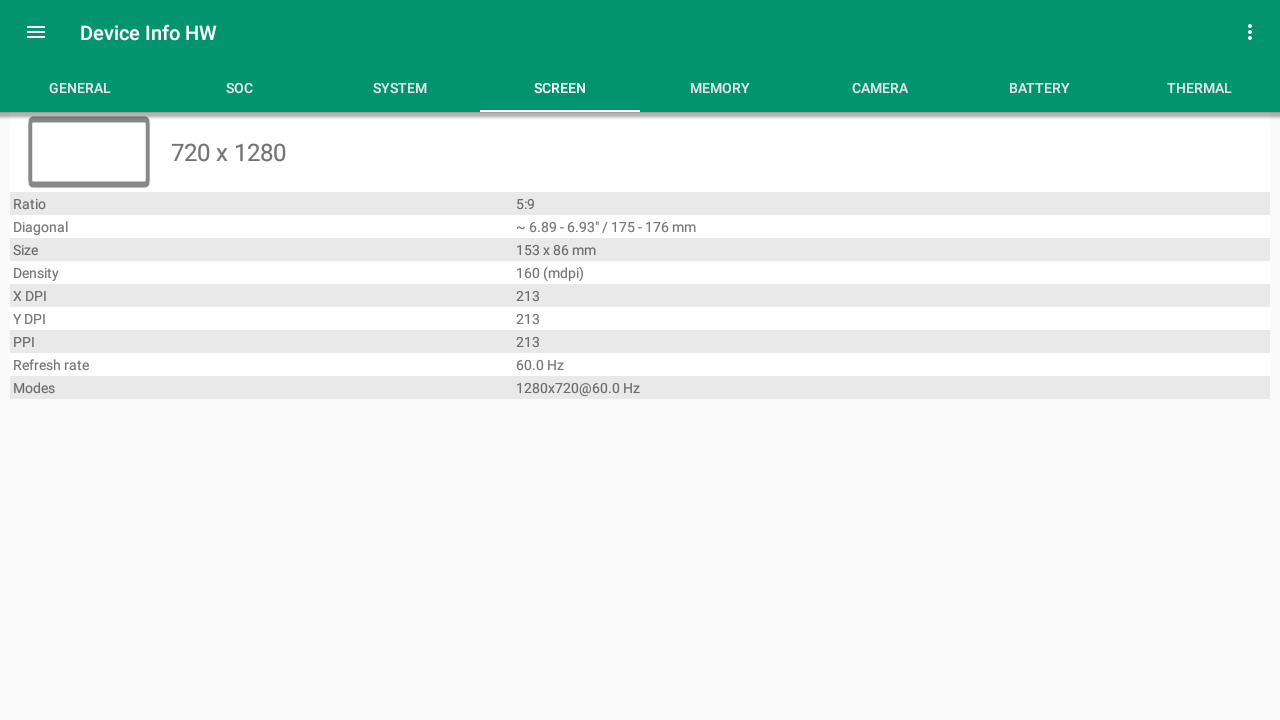 Device Info HW
GENERAL SOC SYSTEM SCREEN MEMORY CAMERA BATTERY THERMAL
720 x 1280
Ratio 5:9
Diagonal ~ 6.89 - 6.93" / 175 - 176 mm
Size 153 x 86 mm
Density 160 (mdpi)
X DPI 213
Y DPI 213
PPI 213
Refresh rate 60.0 Hz
Modes 1280x720@60.0 Hz